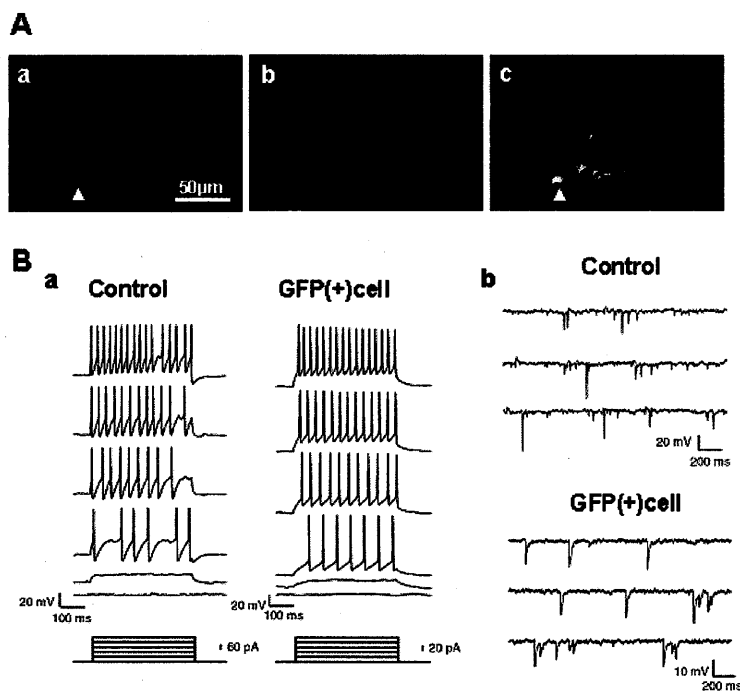 A
a
b
c
50µm
B
a
Control
GFP(+)cell
b
Control
20 mV
200 ms
GFP(+)cell
20 mV
100 ms
20 mV
100 ms
60 pA
20 pA
10 mV
200 ms